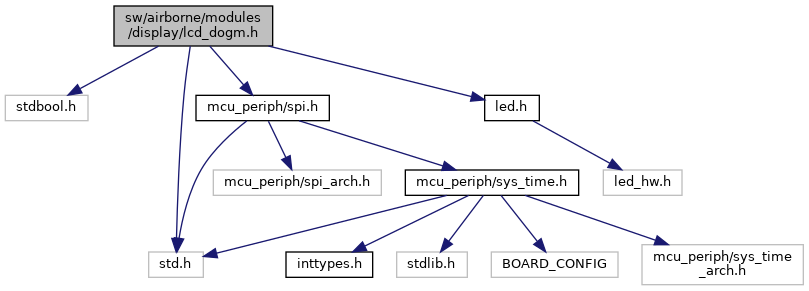 sw/airborne/modules
/display/lcd_dogm.h
stdbool.h
mcu_periph/spi.h
led.h
mcu_periph/spi_arch.h
mcu_periph/sys_time.h
led_hw.h
std.h
inttypes.h
stdlib.h
BOARD_CONFIG
mcu_periph/sys_time
_arch.h